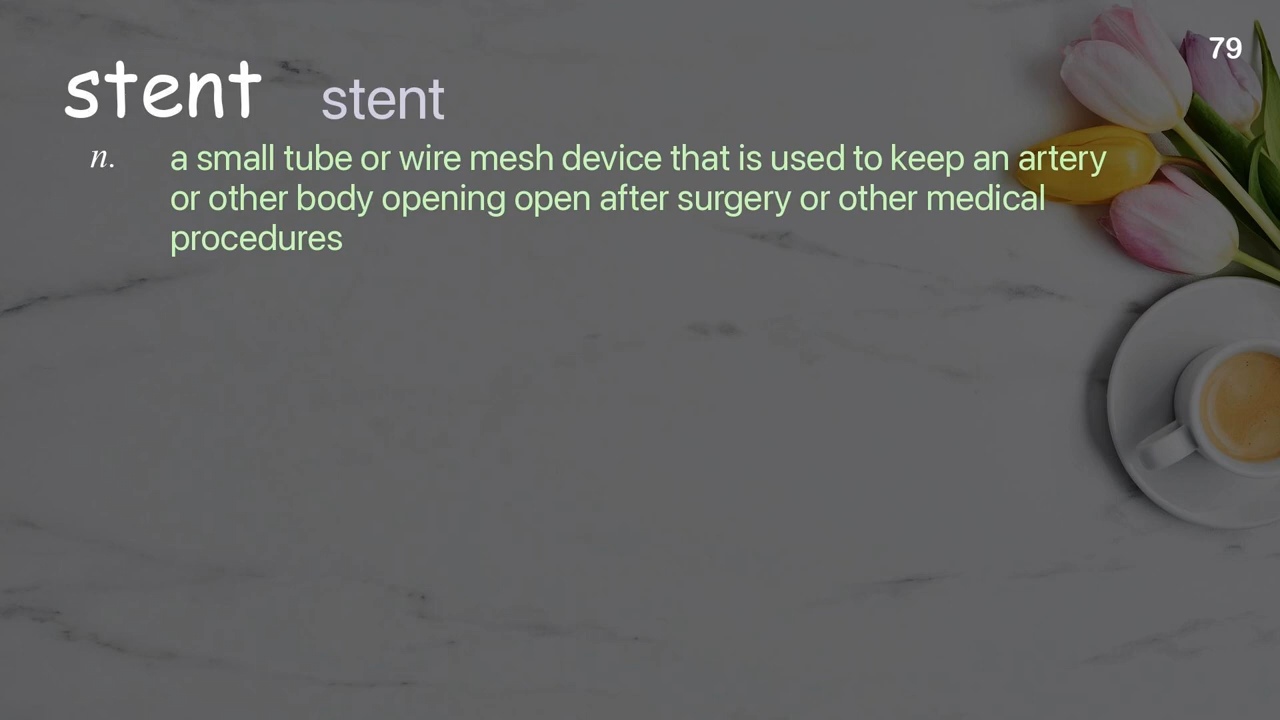 79
stent stent
n. a small tube or wire mesh device that is used to keep an artery
or other body opening open after surgery or other medical
procedures